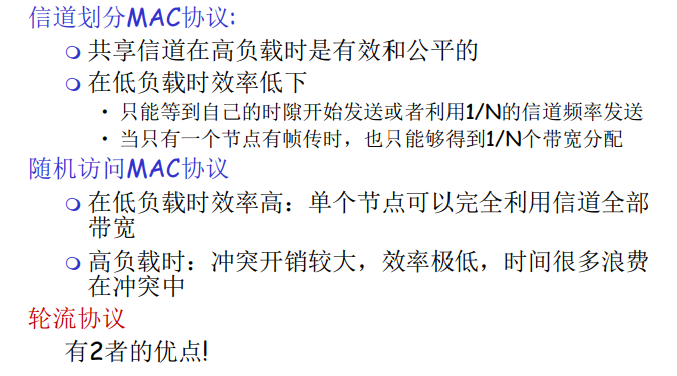 信道划分MAC协议:
共享信道在高负载时是有效和公平的
在低负载时效率低下
• 只能等到自己的时隙开始发送或者利用1/N的信道频率发送
• 当只有一个节点有帧传时，也只能够得到1/N个带宽分配
随机访问MAC协议
在低负载时效率高：单个节点可以完全利用信道全部
带宽
高负载时：冲突开销较大，效率极低，时间很多浪费
在冲突中
轮流协议
有2者的优点!